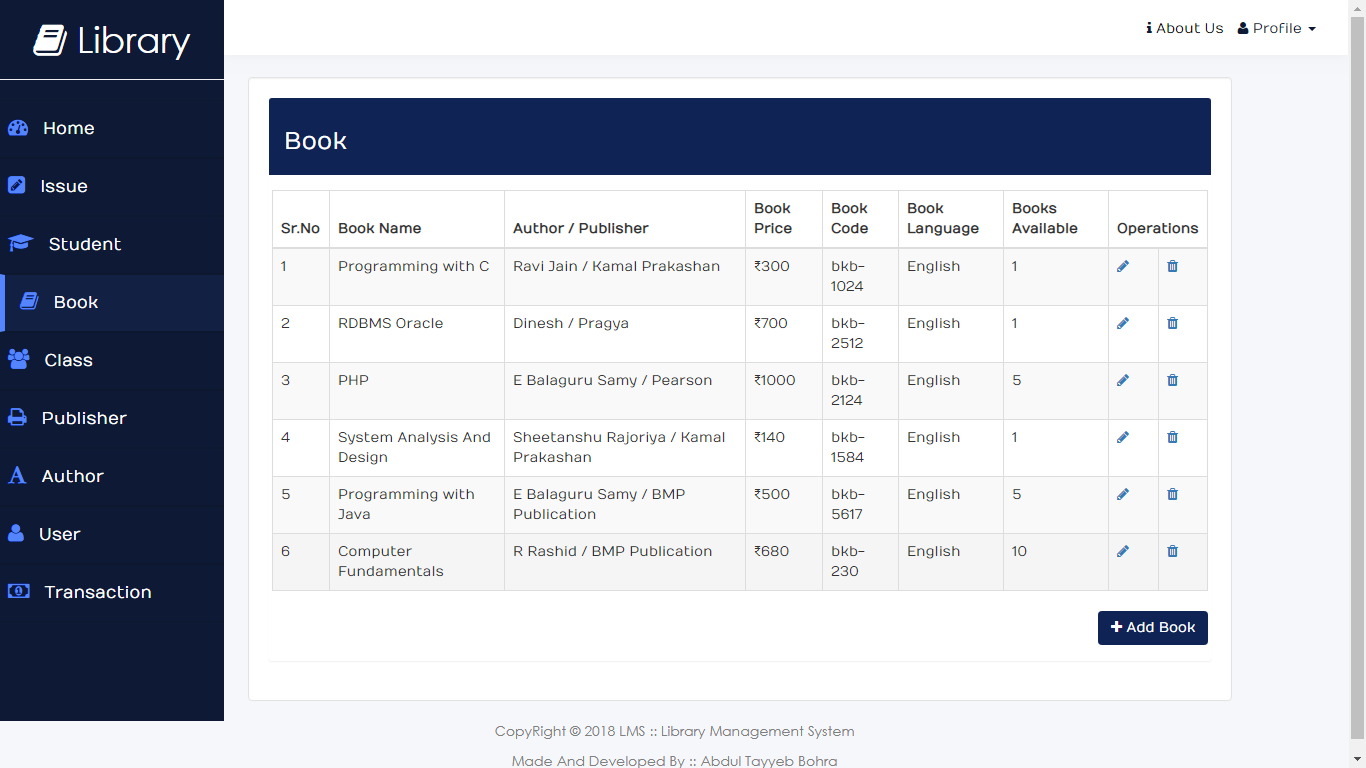 Library
About Us Profile
Home
Issue
Student
Book
Class
Publisher
Author
User
Transaction
Book
Sr.No Book Name Author / Publisher Book Price Book Code Book Language Books Available Operations
1 Programming with C Ravi Jain / Kamal Prakashan ₹300 bkb-1024 English 1
2 RDBMS Oracle Dinesh / Pragya ₹700 bkb-2512 English 1
3 PHP E Balaguru Samy / Pearson ₹1000 bkb-2124 English 5
4 System Analysis And Design Sheetanshu Rajoriya / Kamal Prakashan ₹140 bkb-1584 English 1
5 Programming with Java E Balaguru Samy / BMP Publication ₹500 bkb-5617 English 5
6 Computer Fundamentals R Rashid / BMP Publication ₹680 bkb-230 English 10
Add Book
CopyRight © 2018 LMS :: Library Management System
Made And Developed By :: Abdul Tayyeb Bohra